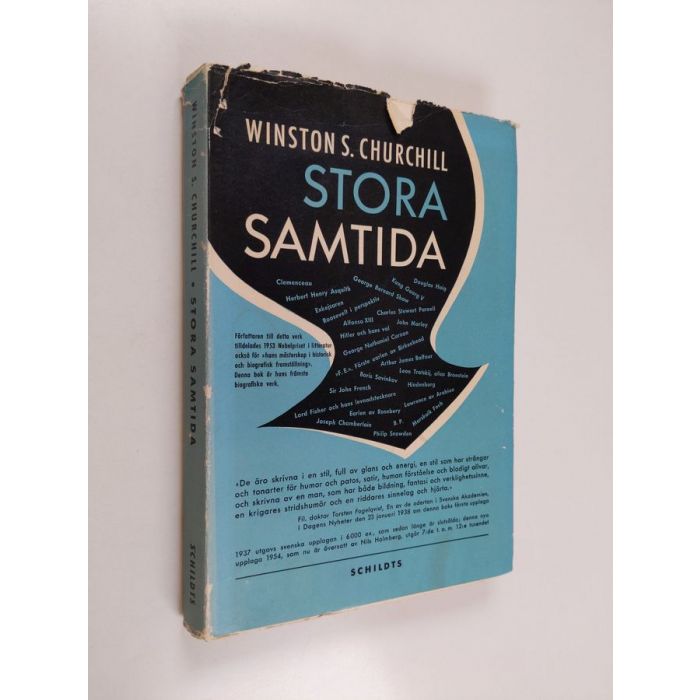 WINSTON S. CHURCHILL
STORA
SAMTIDA
Clemenceau
Douglas Haig
Kung Georg V
George Bernard Shaw
Herbert Henry Asquith
Exkejsaren
Roosevelt i perspektiv
Charles Stewart Parnell
Alfonso XIII
John Morley
Hitler och hans val
George Nathaniel Curzon
»F. E.». Förste earlen av Birkenhead
Arthur James Balfour
Leon Trotskij, alias Bronstein
Boris Savinkov
Hindenburg
Sir John French
Lawrence av Arabien
Lord Fisher och hans levnadstecknare
Earlen av Rosebery
B. P.
Marskalk Foch
Joseph Chamberlain
Philip Snowden
Författaren till detta verk
tilldelades 1953 Nobelpriset i litteratur
också för »hans mästerskap i historisk
och biografisk framställning».
Denna bok är hans främsta
biografiska verk.
»De äro skrivna i en stil, full av glans och energi, en stil som har strängar
och tonarter för humor och patos, satir, human förståelse och blodigt allvar,
och skrivna av en man, som har både bildning, fantasi och verklighetssinne,
en krigares stridshumör och en riddares sinnelag och hjärta.»
Fil. doktor Torsten Fogelqvist, En av de aderton i Svenska Akademien,
i Dagens Nyheter den 23 januari 1938 om denna boks första upplaga
1937 utgavs svenska upplagan i 6000 ex., som sedan länge är slutsålda; denna nya
upplaga 1954, som nu är översatt av Nils Holmberg, utgör 7:de t. o. m. 12:e tusendet
SCHILDTS
WINSTON S. CHURCHILL • STORA SAMTIDA
SCHILDTS